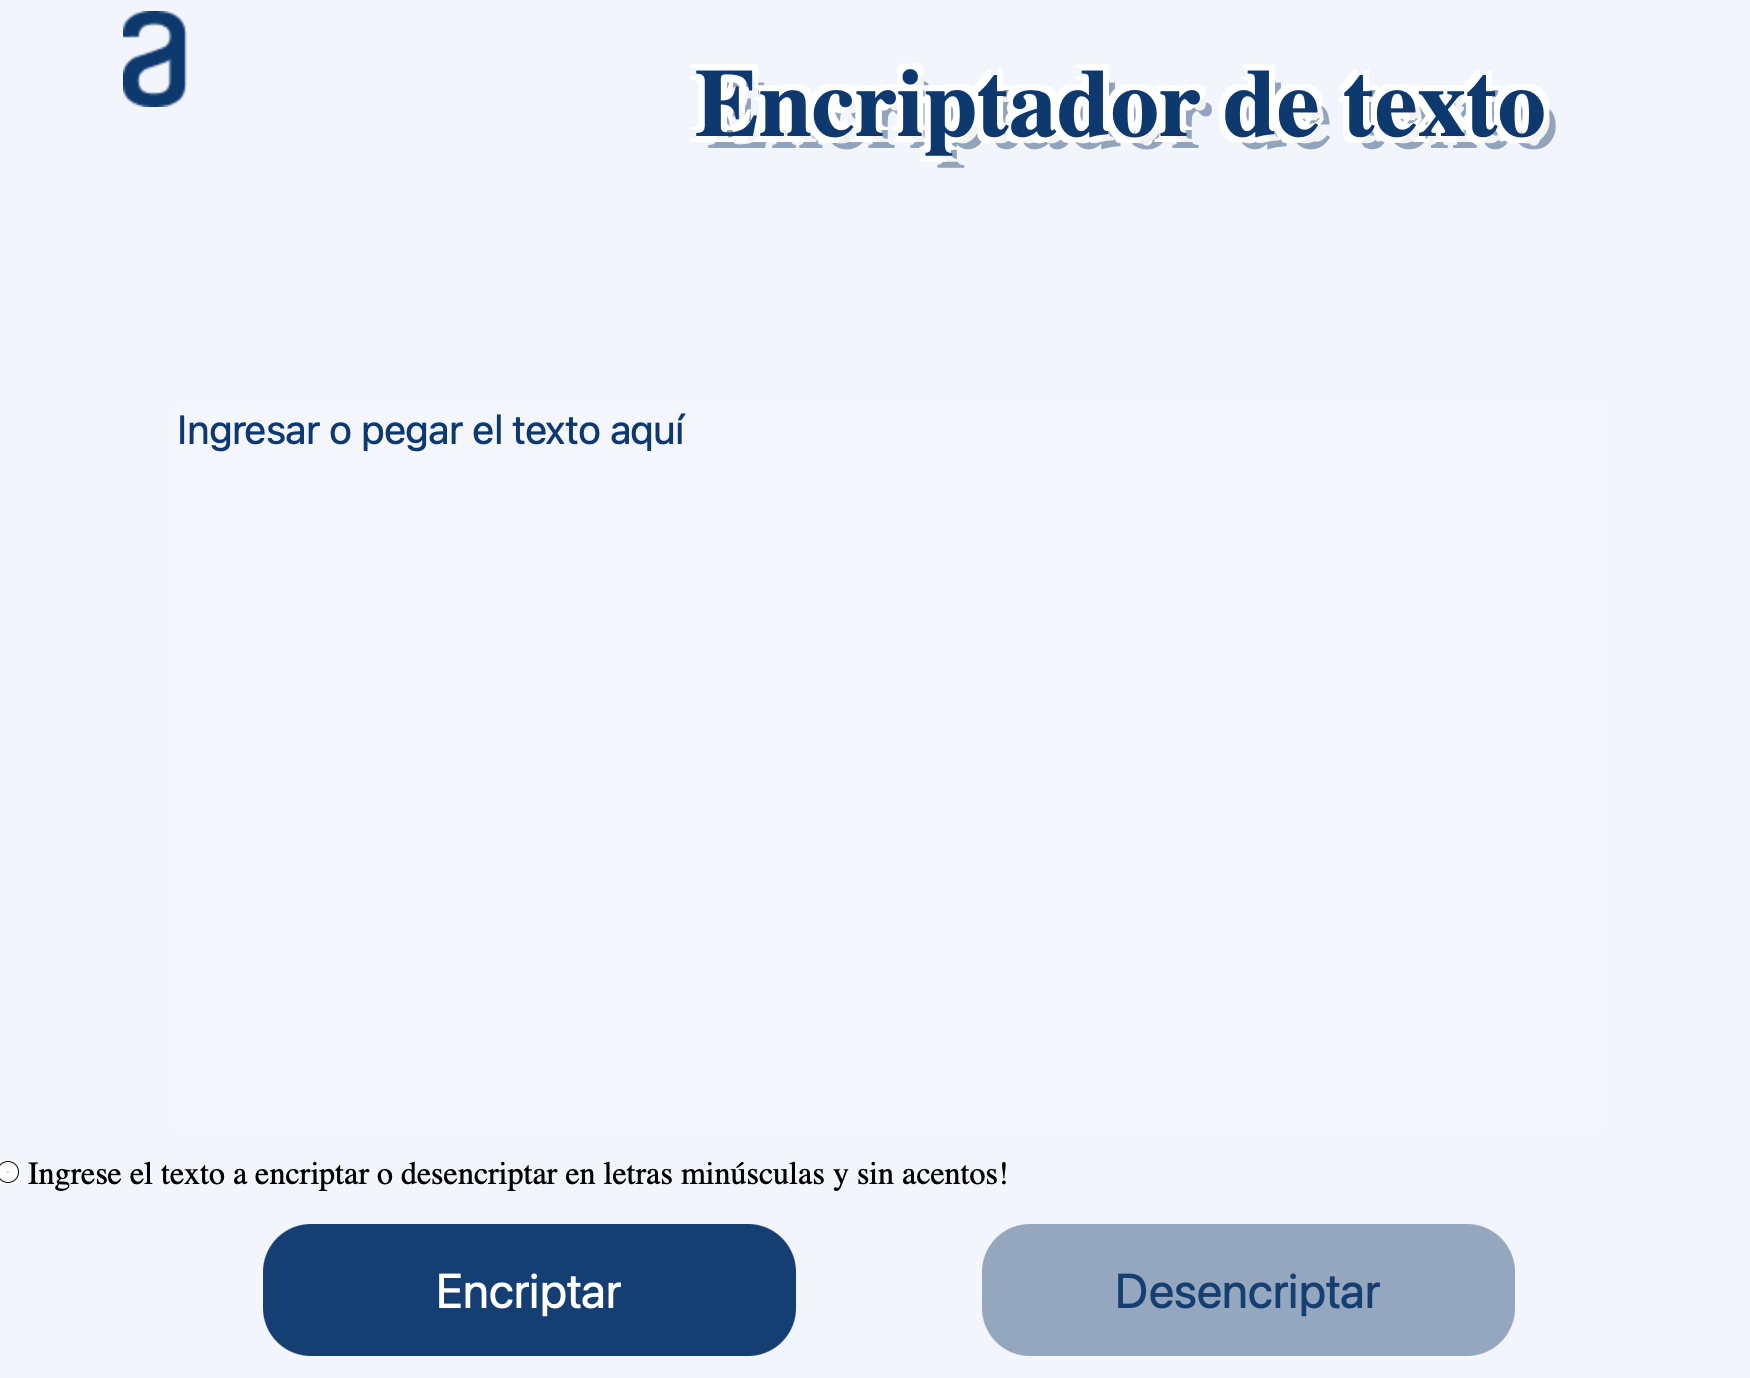 a
Encriptador de texto
Ingresar o pegar el texto aquí
Ingrese el texto a encriptar o desencriptar en letras minúsculas y sin acentos!
Encriptar
Desencriptar